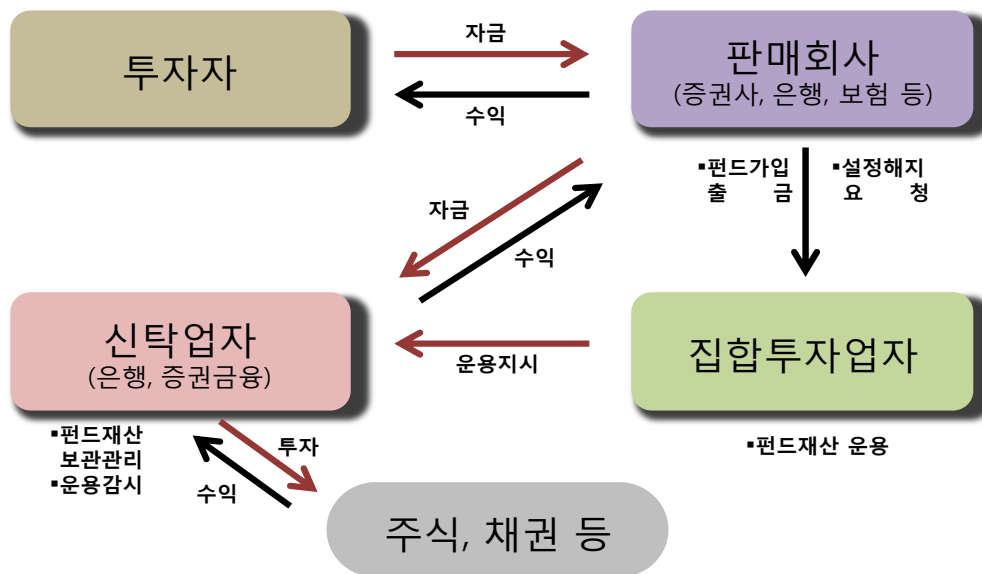 투자자
자금
수익
판매회사
(증권사, 은행, 보험 등)
▪펀드가입
출 금
▪설정해지
요 청
자금
수익
신탁업자
(은행, 증권금융)
운용지시
집합투자업자
▪펀드재산
보관관리
▪운용감시
투자
수익
▪펀드재산 운용
주식, 채권 등